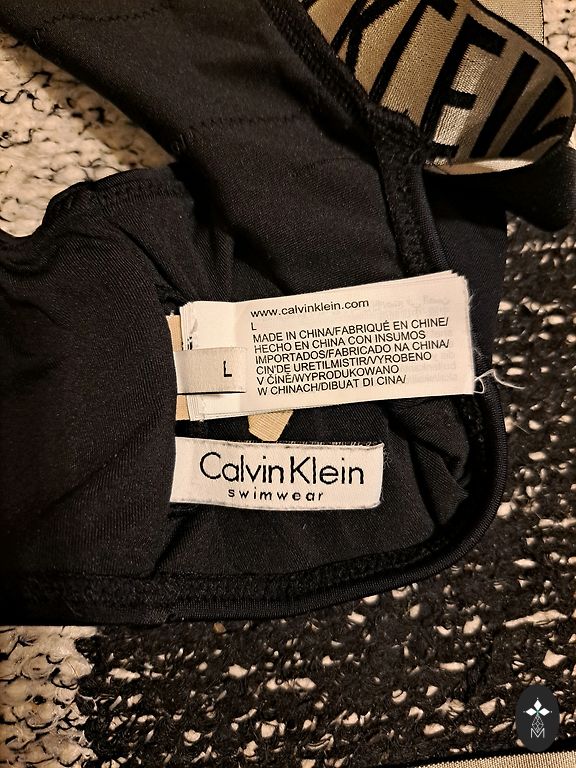 KLEIN
www.calvinklein.com
L
MADE IN CHINA/FABRIQUÉ EN CHINE/
HECHO EN CHINA CON INSUMOS
IMPORTADOS/FABRICADO NA CHINA/
CIN'DE URETILMISTIR/VYROBENO
V ČÍNĚ/WYPRODUKOWANO
W CHINACH/DIBUAT DI CINA/
L
Calvin Klein
swimwear
M